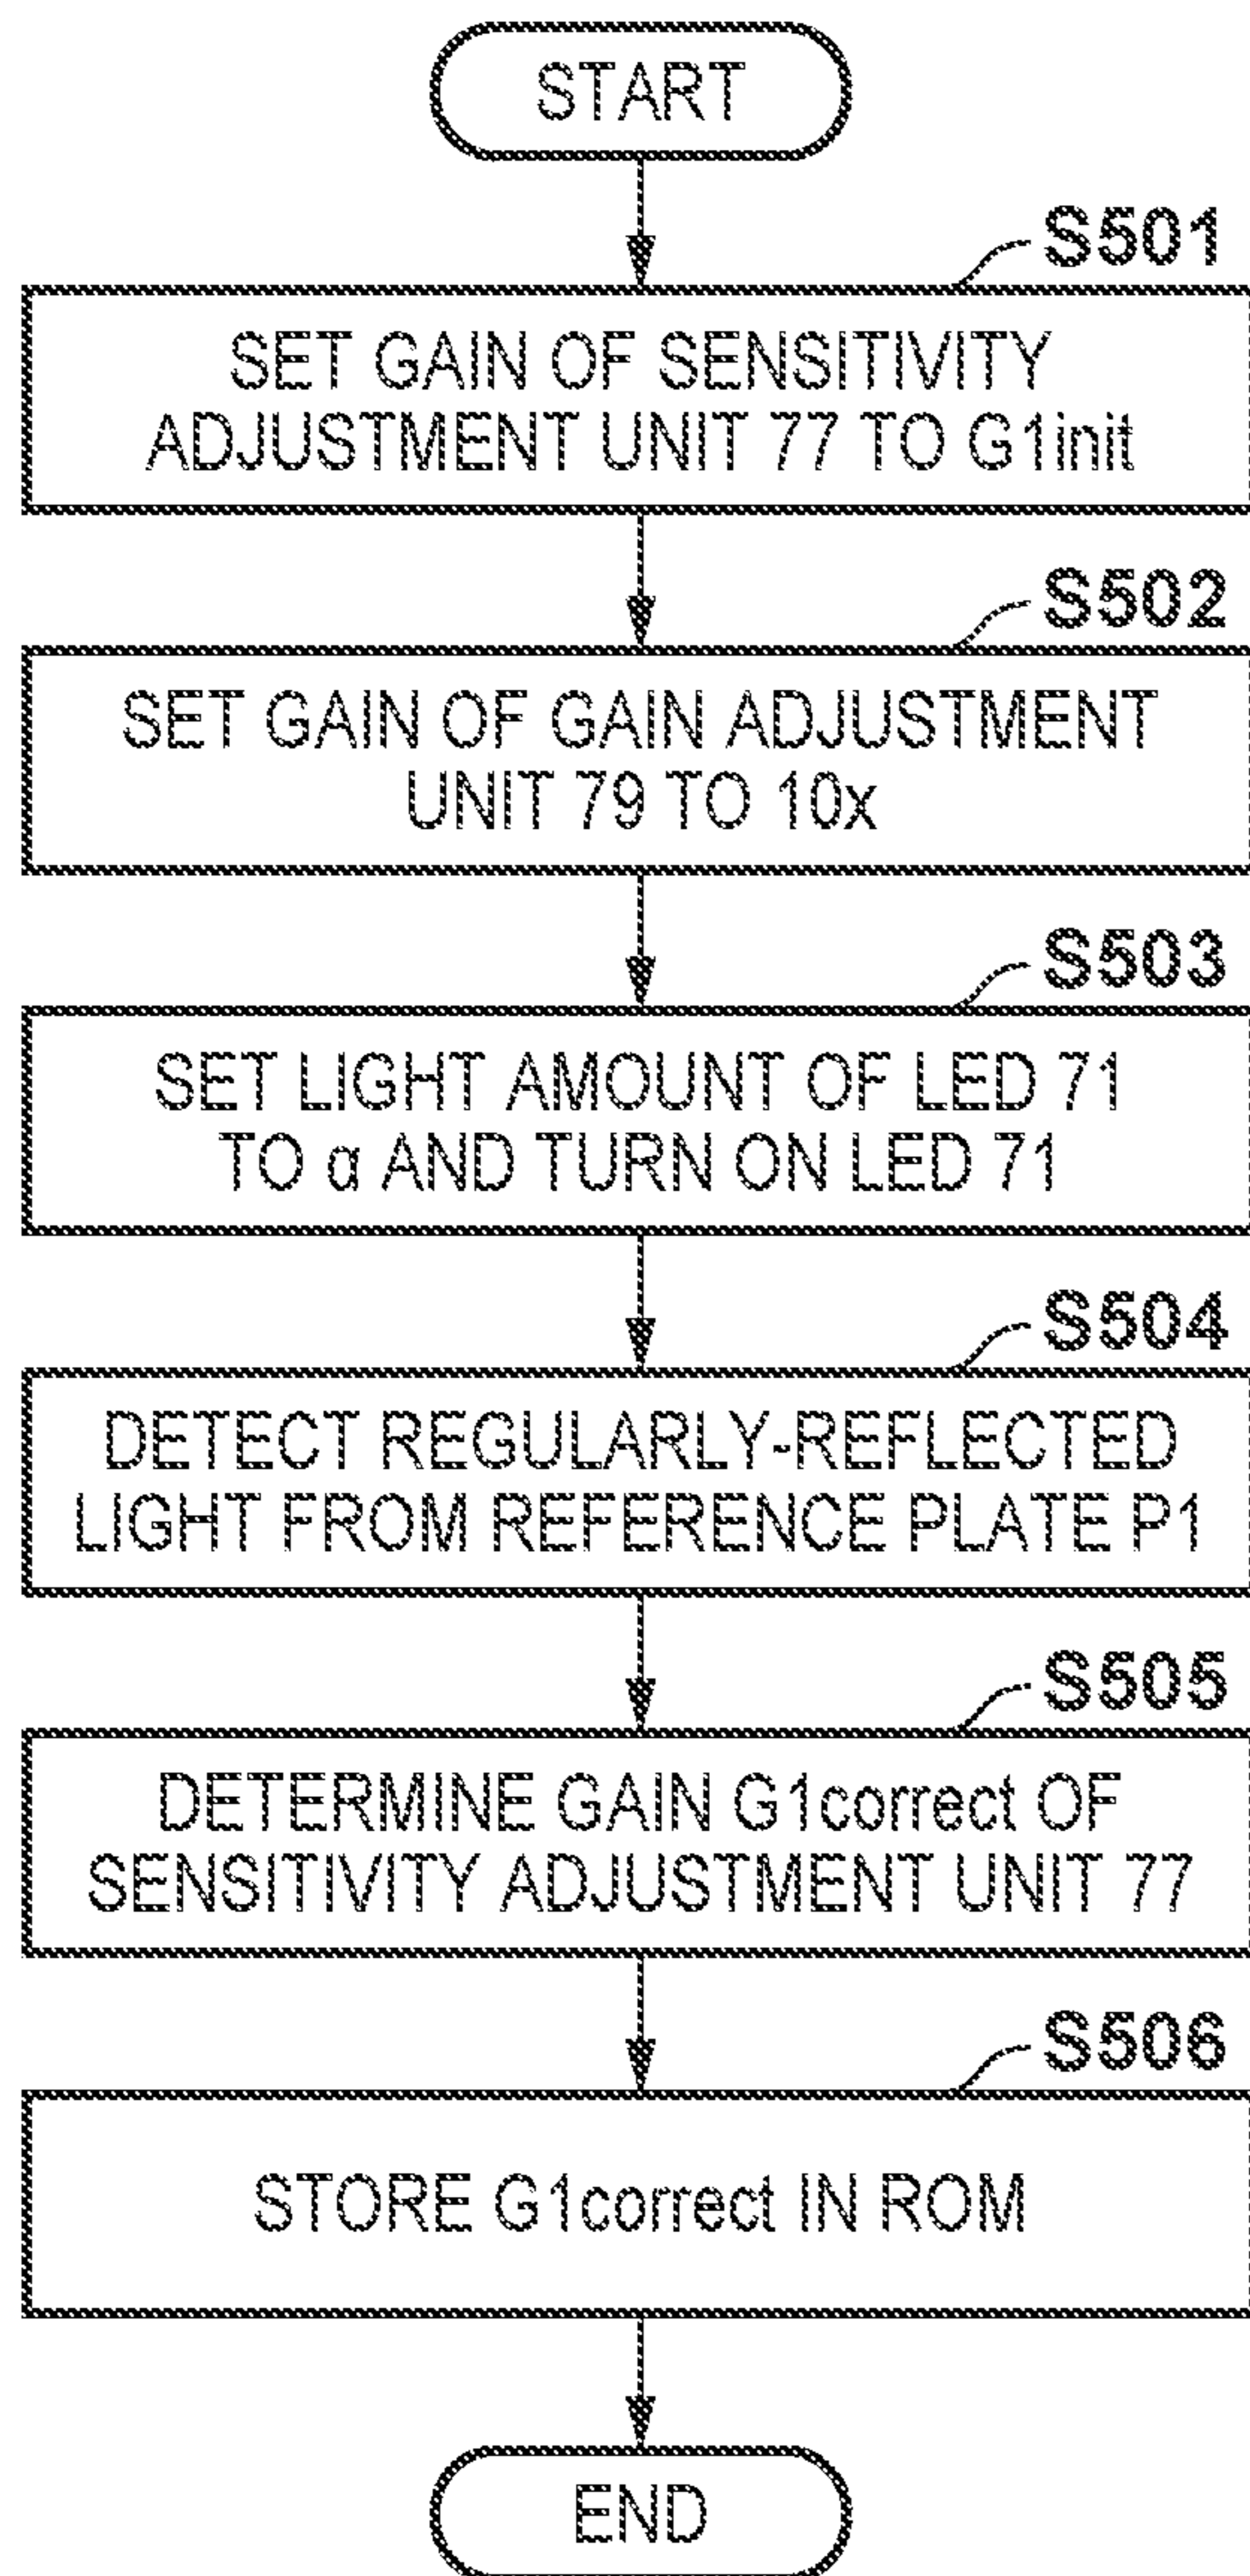 START
S501
SET GAIN OF SENSITIVITY
ADJUSTMENT UNIT 77 TO G1init
S502
SET GAIN OF GAIN ADJUSTMENT
UNIT 79 TO 10x
S503
SET LIGHT AMOUNT OF LED 71
TO α AND TURN ON LED 71
S504
DETECT REGULARLY-REFLECTED
LIGHT FROM REFERENCE PLATE P1
S505
DETERMINE GAIN G1correct OF
SENSITIVITY ADJUSTMENT UNIT 77
S506
STORE G1correct IN ROM
END